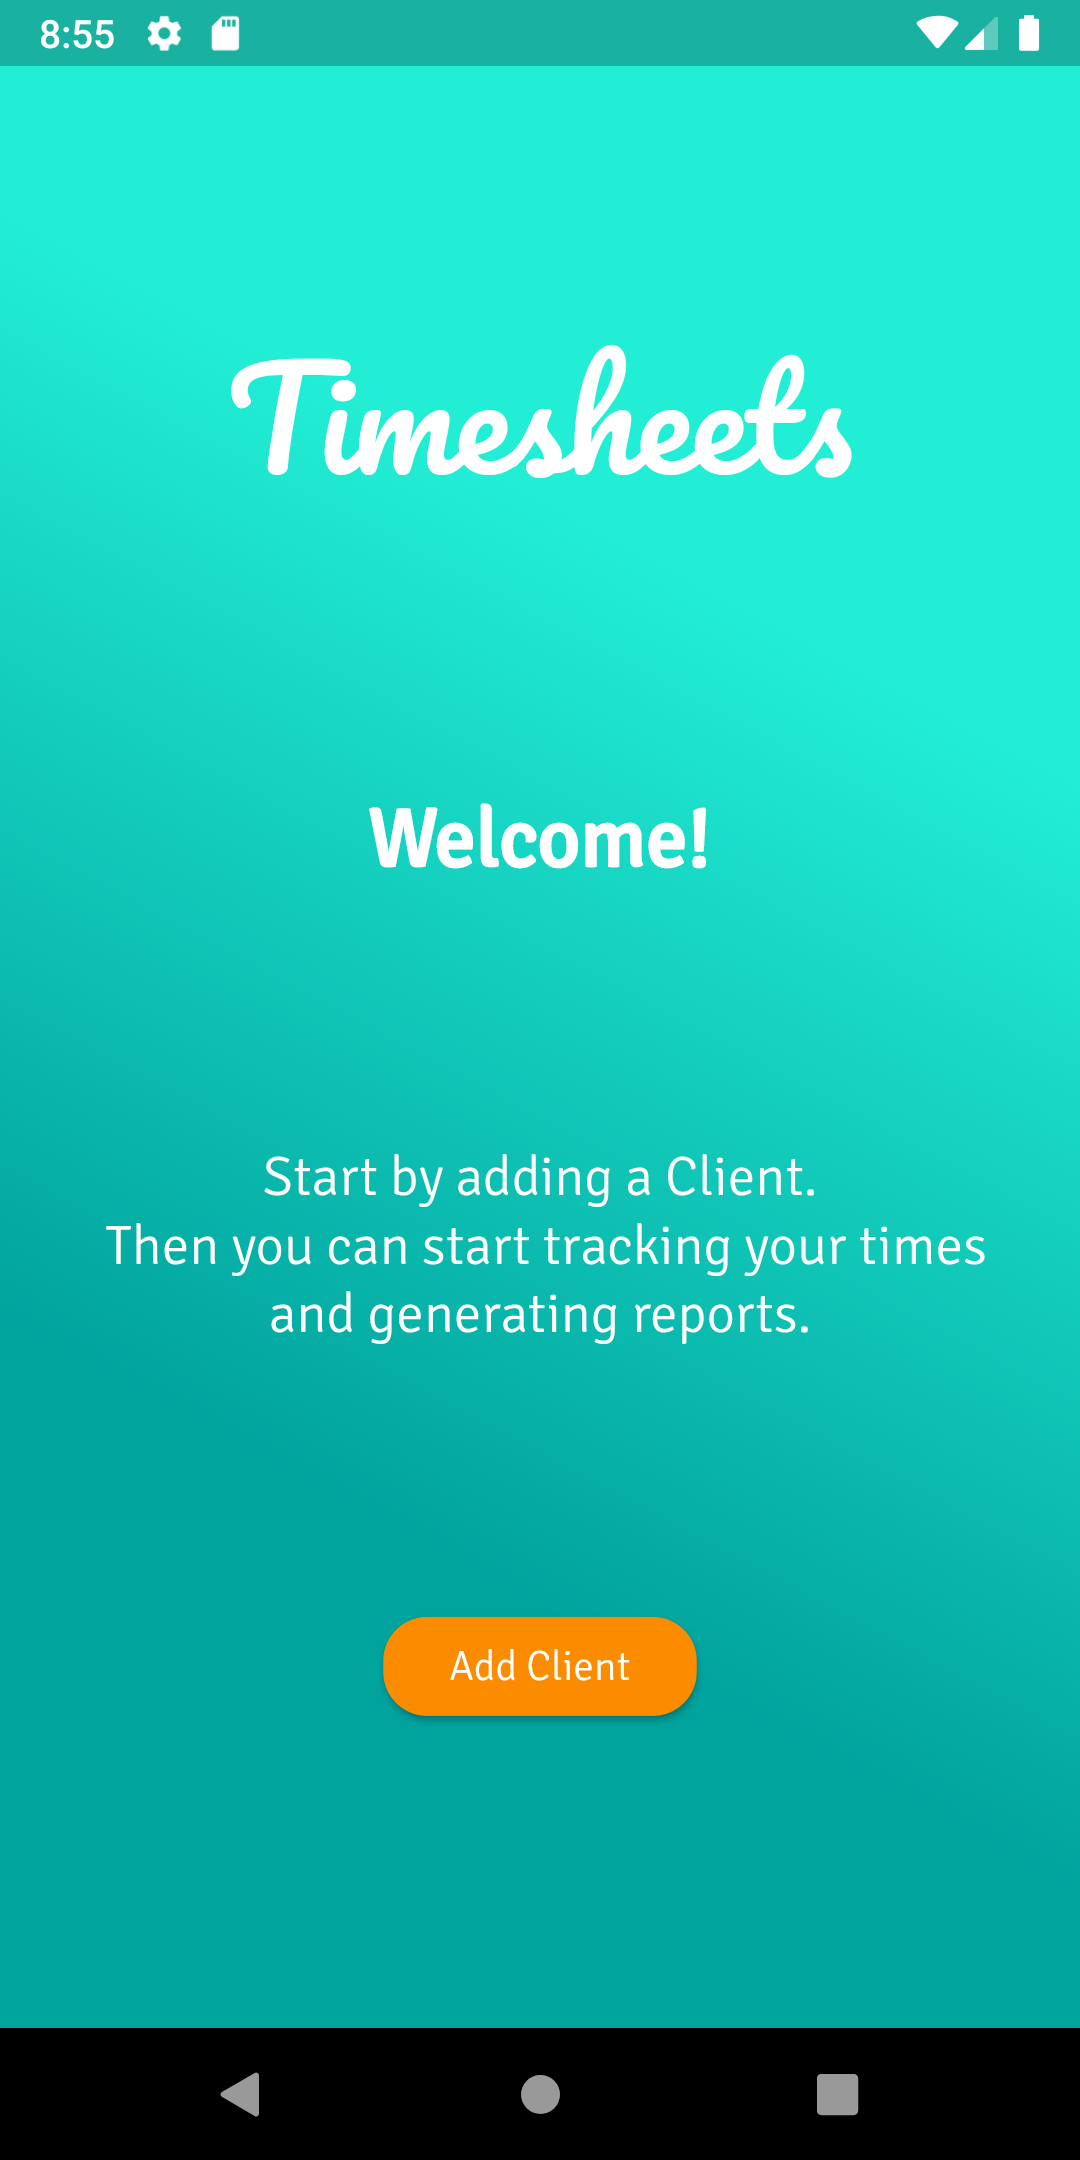 8:55
Timesheets
Welcome!
Start by adding a Client.
Then you can start tracking your times
and generating reports.
Add Client